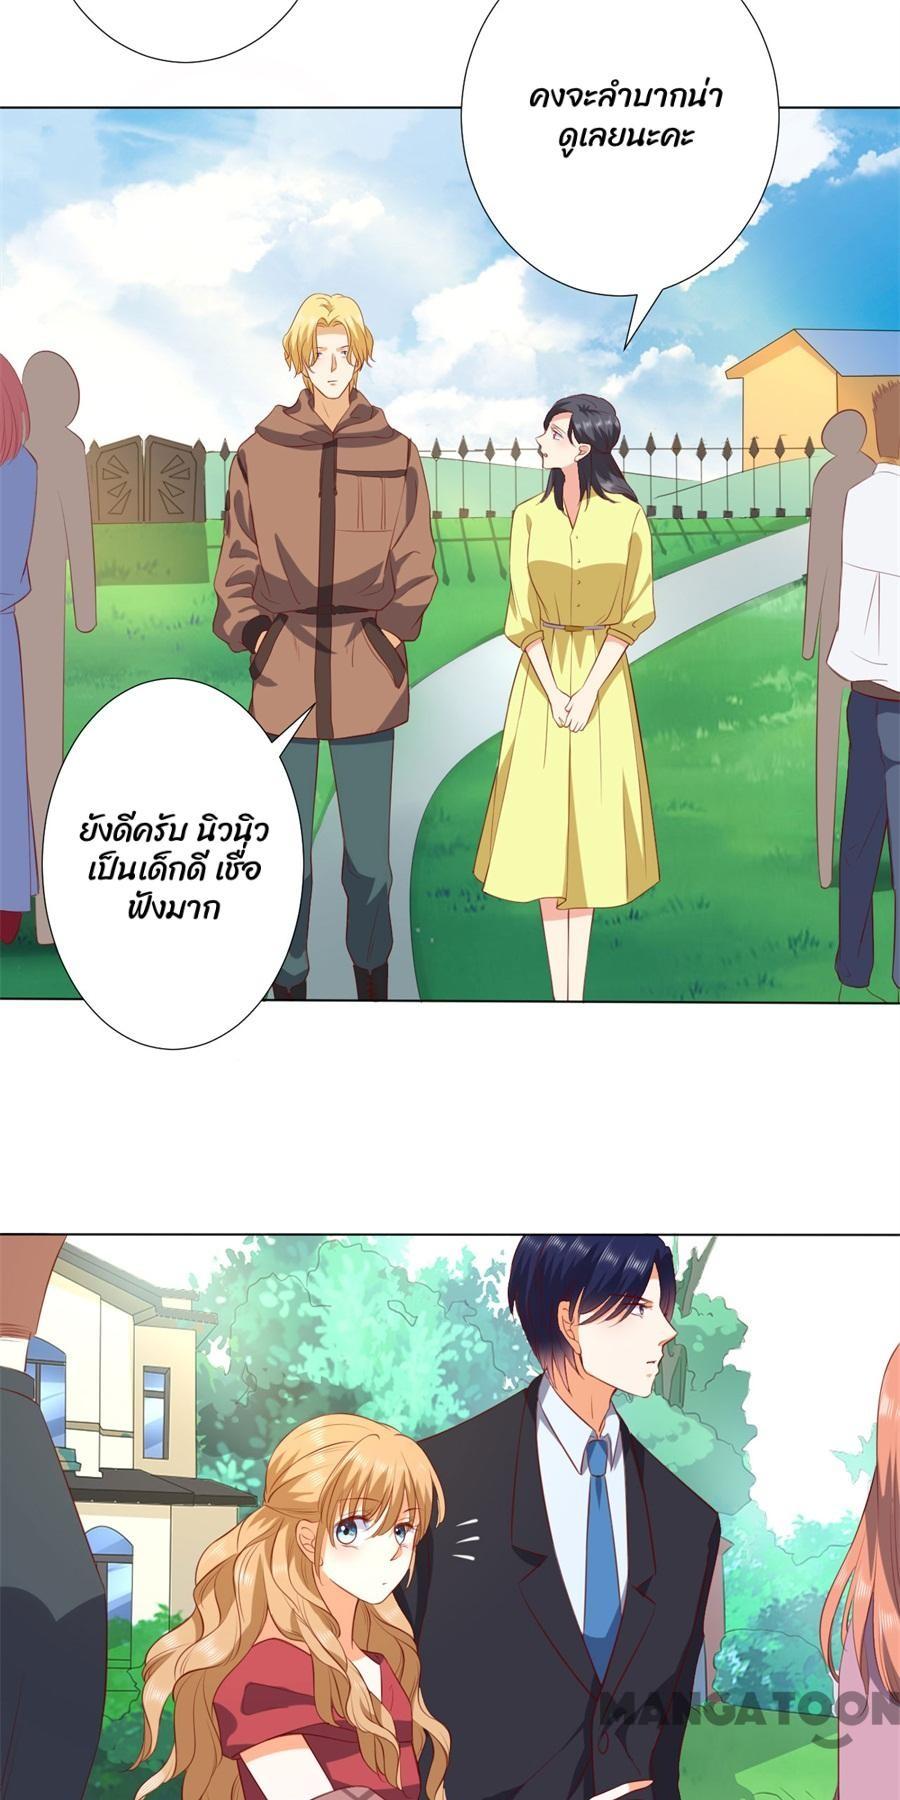 คงจะลำบากน่า
ดูเลยนะคะ
ยังดีครับ นิวนิว
เป็นเด็กดี เชื่อ
ฟังมาก
MANGATOON